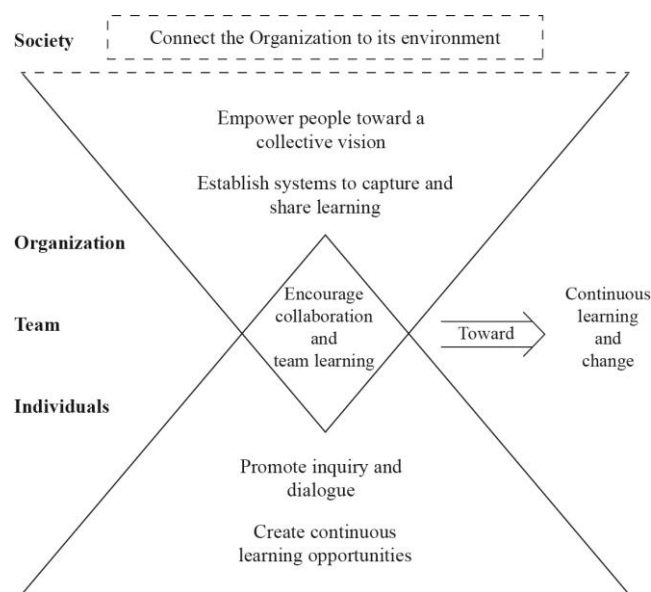 Society
Connect the Organization to its environment
Empower people toward a
collective vision
Establish systems to capture and
share learning
Organization
Encourage
collaboration
and
team learning
Team
Toward
Continuous
learning
and
change
Individuals
Promote inquiry and
dialogue
Create continuous
learning opportunities